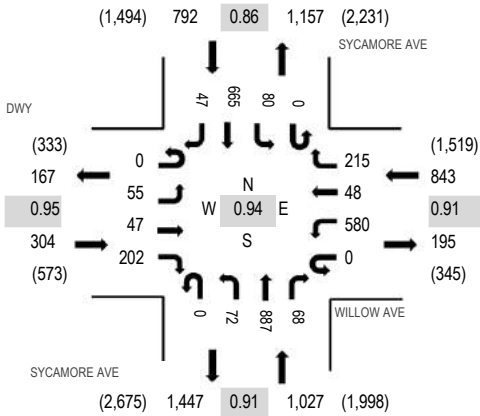 (1,494) 792 0.86 1,157 (2,231)
SYCAMORE AVE
47 665 80 0
DWY
(333) (1,519)
0 215
167 843
55 48
N
0.95 W 0.94 E 0.91
47 580
S
304 195
202 0
(573) (345)
0 72 887 68
WILLOW AVE
SYCAMORE AVE
(2,675) 1,447 0.91 1,027 (1,998)